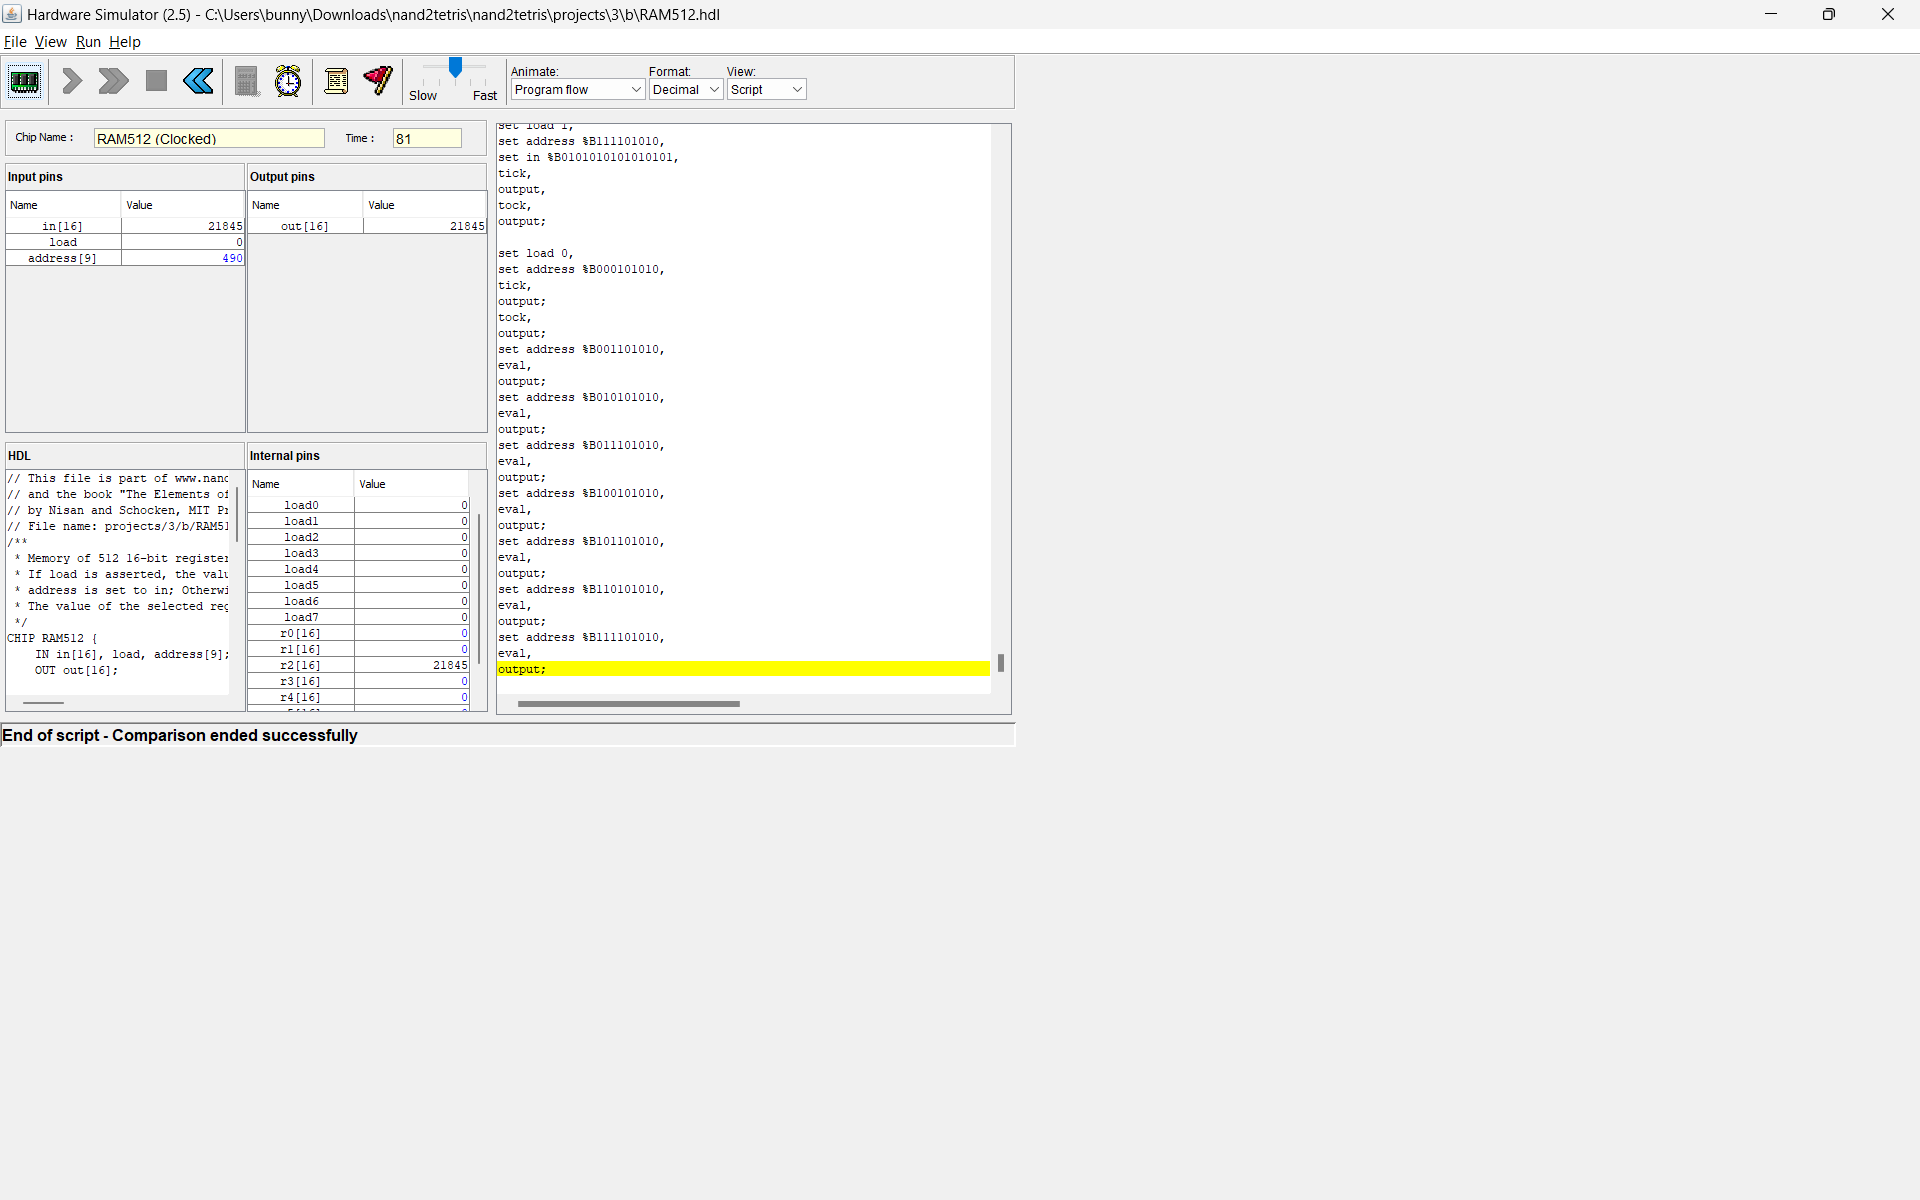 Hardware Simulator (2.5) - C:\Users\bunny\Downloads\nand2tetris\nand2tetris\projects\3\b\RAM512.hdl
File View Run Help
Slow Fast
Animate:
Program flow
Format:
Decimal
View:
Script
Chip Name :
RAM512 (Clocked)
Time :
81
Input pins
Name Value
in[16] 21845
load 0
address[9] 490
Output pins
Name Value
out[16] 21845
HDL
// This file is part of www.nand
// and the book "The Elements of
// by Nisan and Schocken, MIT Pr
// File name: projects/3/b/RAM51
/**
* Memory of 512 16-bit register
* If load is asserted, the valu
* address is set to in; Otherwi
* The value of the selected reg
*/
CHIP RAM512 {
IN in[16], load, address[9];
OUT out[16];
Internal pins
Name Value
load0 0
load1 0
load2 0
load3 0
load4 0
load5 0
load6 0
load7 0
r0[16] 0
r1[16] 0
r2[16] 21845
r3[16] 0
r4[16] 0
set load 1,
set address %B111101010,
set in %B0101010101010101,
tick,
output,
tock,
output;
set load 0,
set address %B000101010,
tick,
output;
tock,
output;
set address %B001101010,
eval,
output;
set address %B010101010,
eval,
output;
set address %B011101010,
eval,
output;
set address %B100101010,
eval,
output;
set address %B101101010,
eval,
output;
set address %B110101010,
eval,
output;
set address %B111101010,
eval,
output;
End of script - Comparison ended successfully